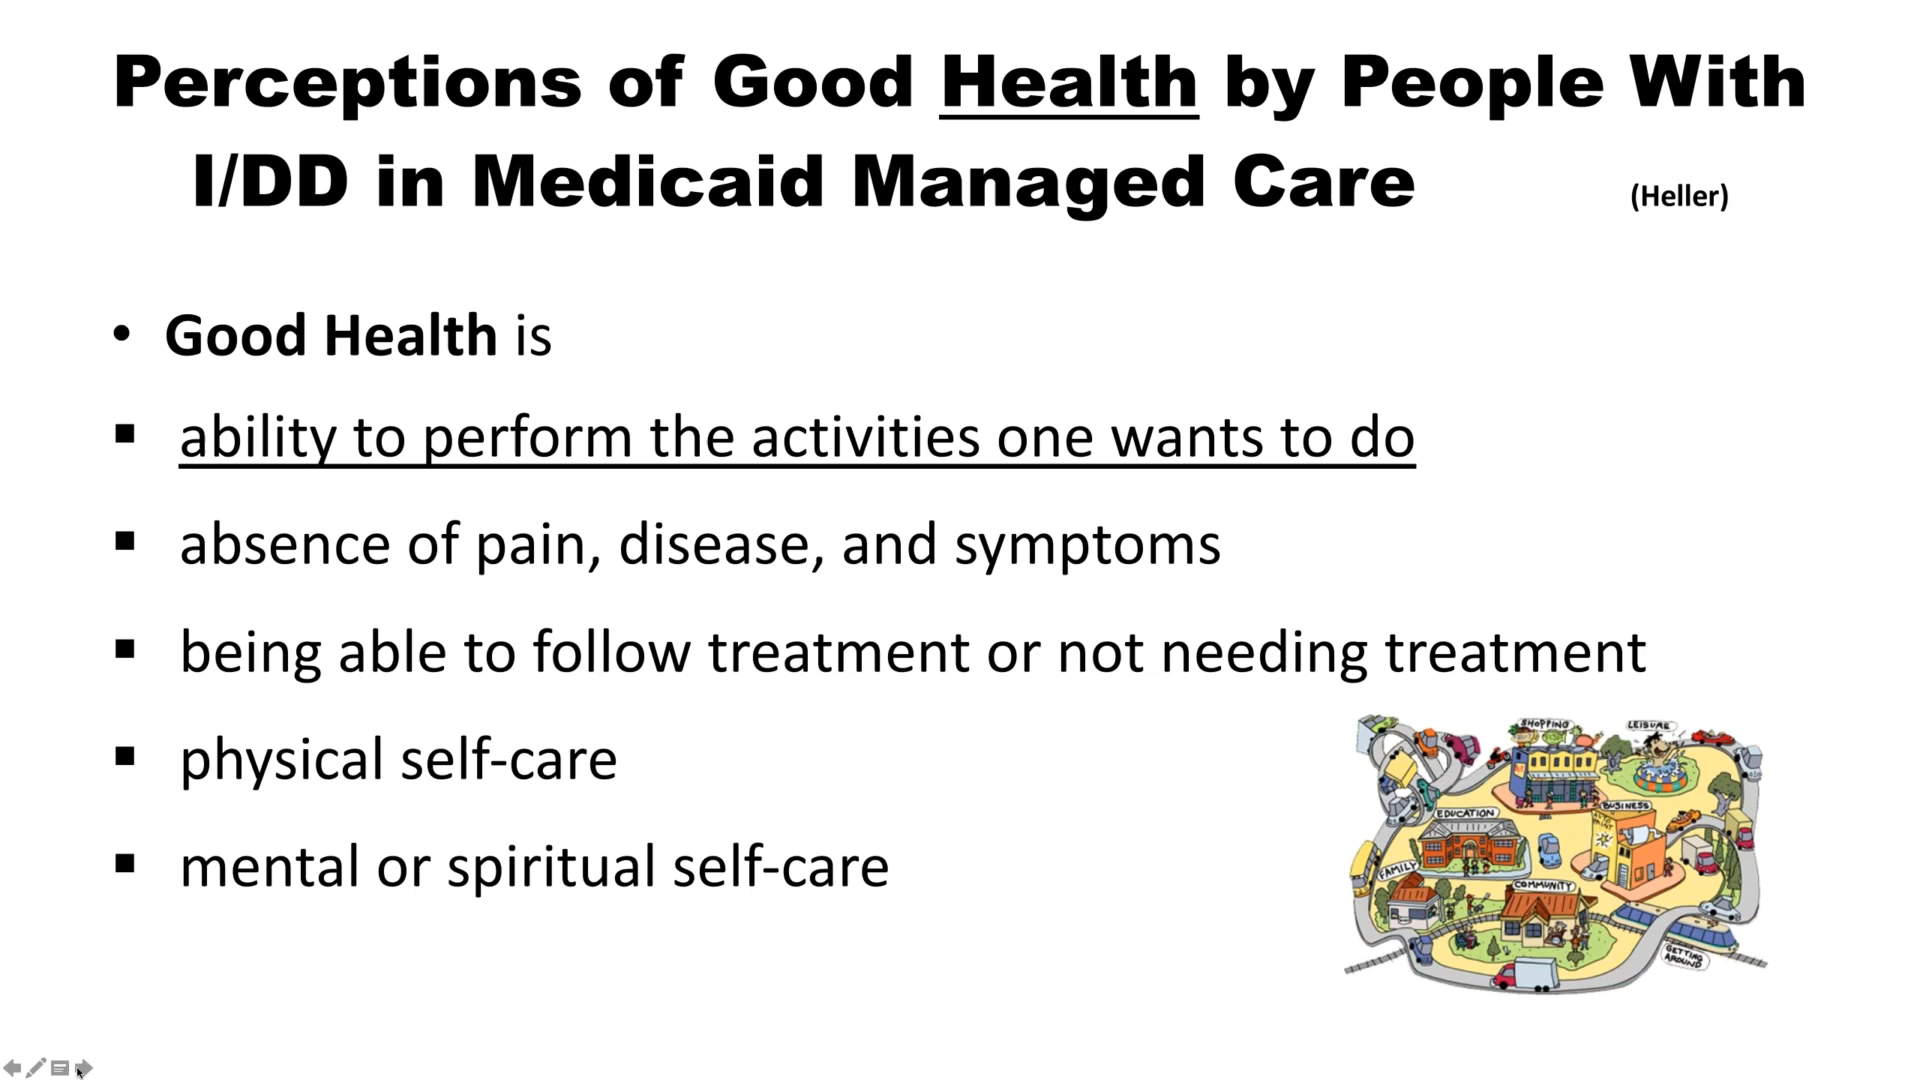 Perceptions of Good Health by People With
I/DD in Medicaid Managed Care (Heller)
• Good Health is
▪ ability to perform the activities one wants to do
▪ absence of pain, disease, and symptoms
▪ being able to follow treatment or not needing treatment
▪ physical self-care
▪ mental or spiritual self-care
SHOPPING
LEISURE
BUSINESS
EDUCATION
FAMILY
COMMUNITY
GETTING
AROUND